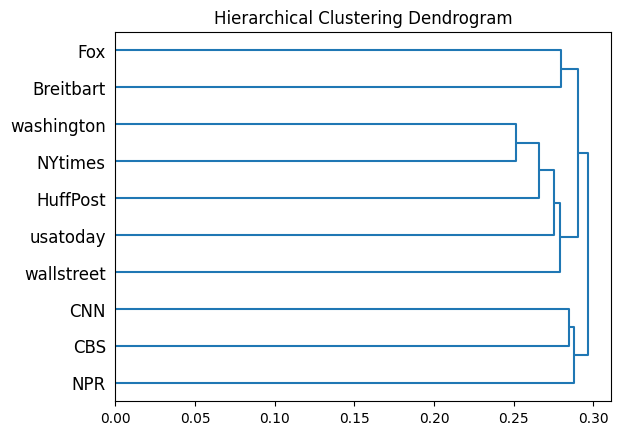 Hierarchical Clustering Dendrogram
Fox
Breitbart
washington
NYtimes
HuffPost
usatoday
wallstreet
CNN
CBS
NPR
0.00 0.05 0.10 0.15 0.20 0.25 0.30